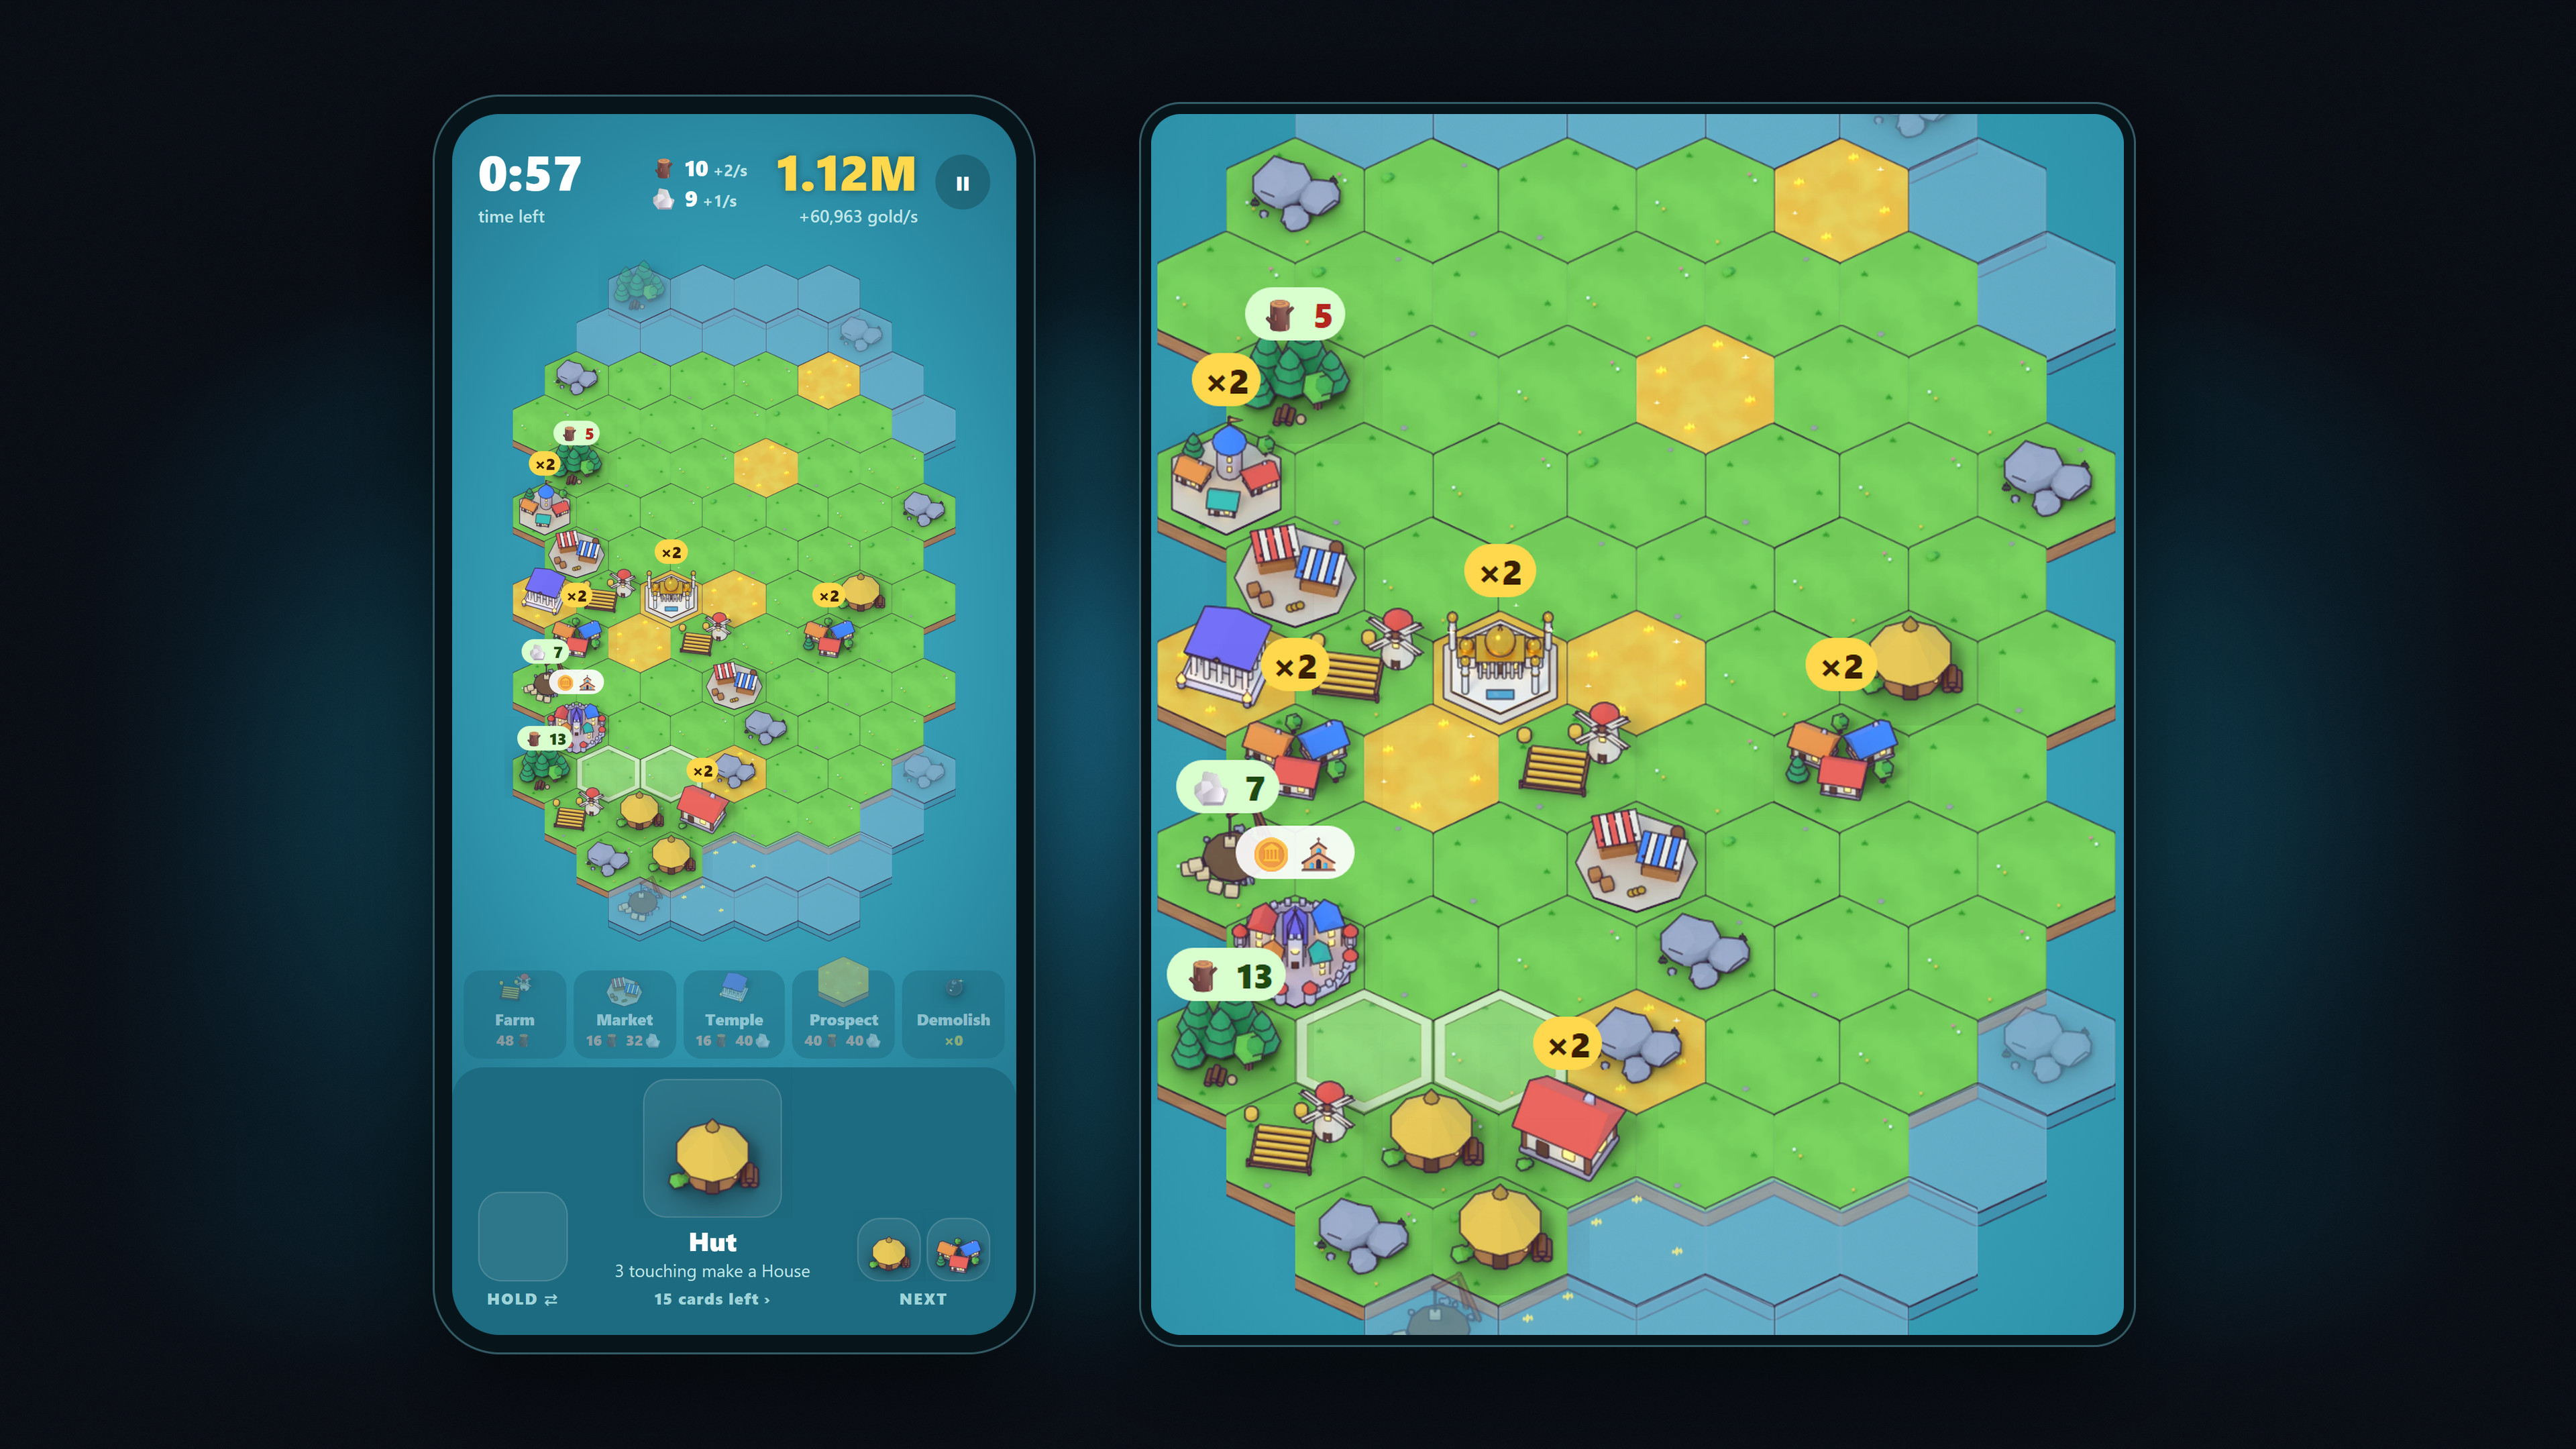 0:57
time left
10 +2/s
9 +1/s
1.12M
+60,963 gold/s
5
×2
×2
×2
×2
7
13
×2
Farm
48
Market
16 32
Temple
16 40
Prospect
40 40
Demolish
×0
Hut
3 touching make a House
15 cards left ›
HOLD ⇄
NEXT
5
×2
×2
×2
×2
7
13
×2